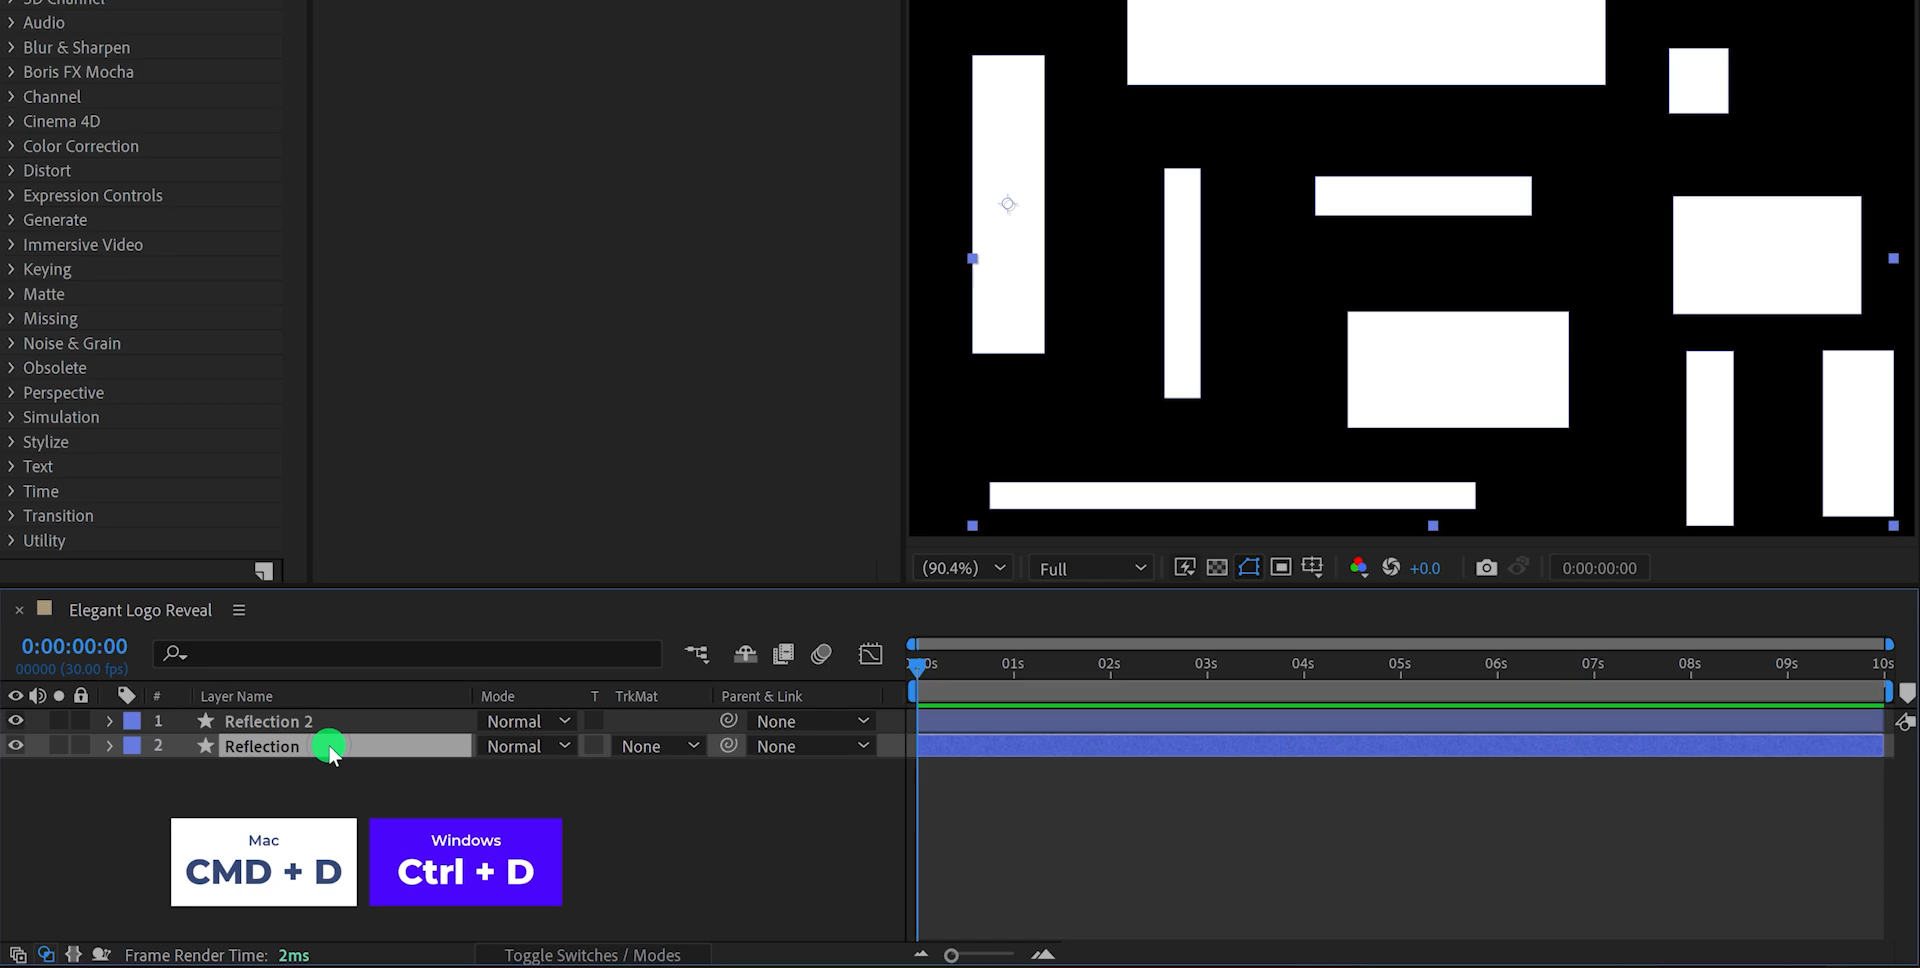 3D Channel
Audio
Blur & Sharpen
Boris FX Mocha
Channel
Cinema 4D
Color Correction
Distort
Expression Controls
Generate
Immersive Video
Keying
Matte
Missing
Noise & Grain
Obsolete
Perspective
Simulation
Stylize
Text
Time
Transition
Utility
(90.4%) Full +0.0 0:00:00:00
Elegant Logo Reveal
0:00:00:00
00000 (30.00 fps)
0s 01s 02s 03s 04s 05s 06s 07s 08s 09s 10s
# Layer Name Mode T TrkMat Parent & Link
1 Reflection 2 Normal None
2 Reflection Normal None None
Mac
CMD + D
Windows
Ctrl + D
Frame Render Time: 2ms Toggle Switches / Modes